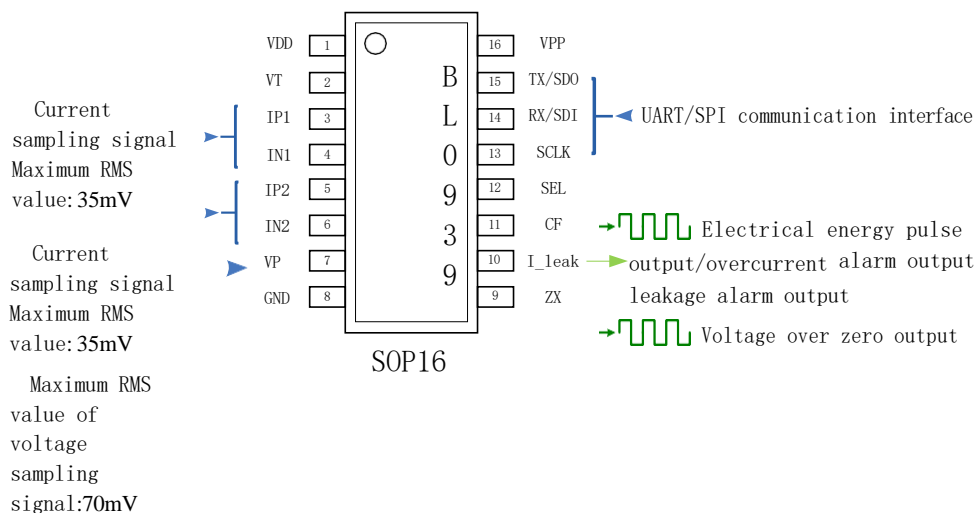 Current
sampling signal
Maximum RMS
value: 35mV
Current
sampling signal
Maximum RMS
value: 35mV
Maximum RMS
value of
voltage
sampling
signal:70mV
VDD 1
VT 2
IP1 3
IN1 4
IP2 5
IN2 6
VP 7
GND 8
B
L
0
9
3
9
SOP16
16 VPP
15 TX/SDO
14 RX/SDI
13 SCLK
12 SEL
11 CF
10 I_leak
9 ZX
UART/SPI communication interface
Electrical energy pulse
output/overcurrent alarm output
leakage alarm output
Voltage over zero output